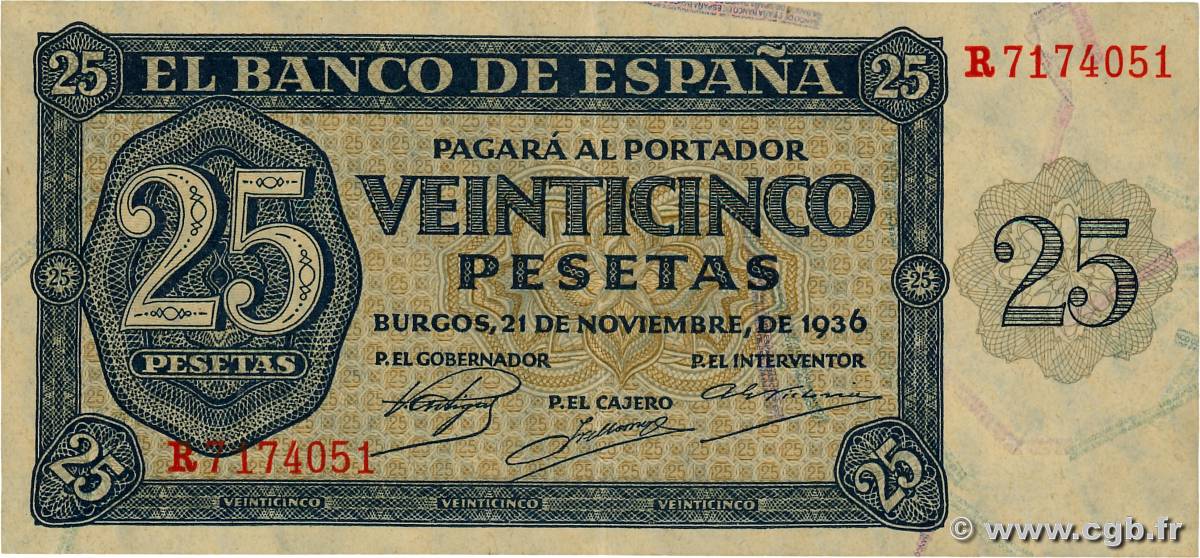 25 EL BANCO DE ESPAÑA 25
R7174051
PAGARÁ AL PORTADOR
VEINTICINCO
PESETAS
25
PESETAS
25
25
25
BURGOS, 21 DE NOVIEMBRE, DE 1936
P. EL GOBERNADOR
P. EL INTERVENTOR
P. EL CAJERO
R7174051
25
VEINTICINCO VEINTICINCO VEINTICINCO
25
© www.cgb.fr